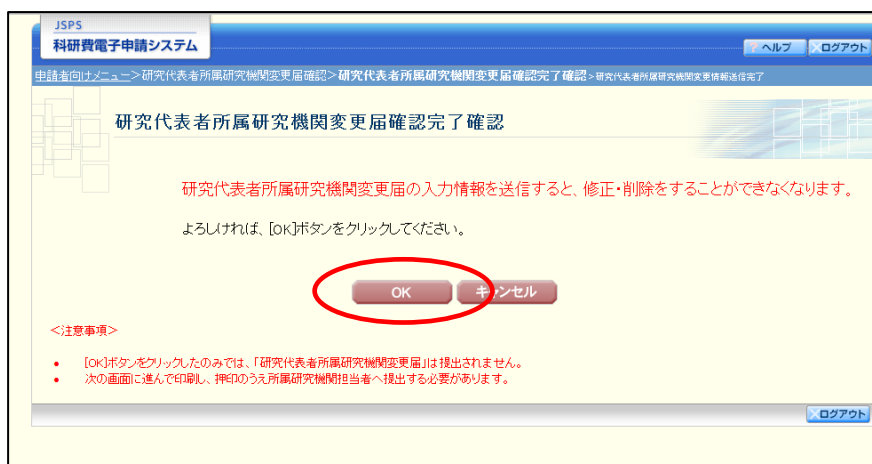 JSPS
科研費電子申請システム
? ヘルプ
×ログアウト
申請者向けメニュー>研究代表者所属研究機関変更届確認>研究代表者所属研究機関変更届確認完了確認>研究代表者所属研究機関変更情報送信完了
研究代表者所属研究機関変更届確認完了確認
研究代表者所属研究機関変更届の入力情報を送信すると、修正・削除をすることができなくなります。
よろしければ、[OK]ボタンをクリックしてください。
OK
キャンセル
<注意事項>
• [OK]ボタンをクリックしたのみでは、「研究代表者所属研究機関変更届」は提出されません。
• 次の画面に進んで印刷し、押印のうえ所属研究機関担当者へ提出する必要があります。
×ログアウト